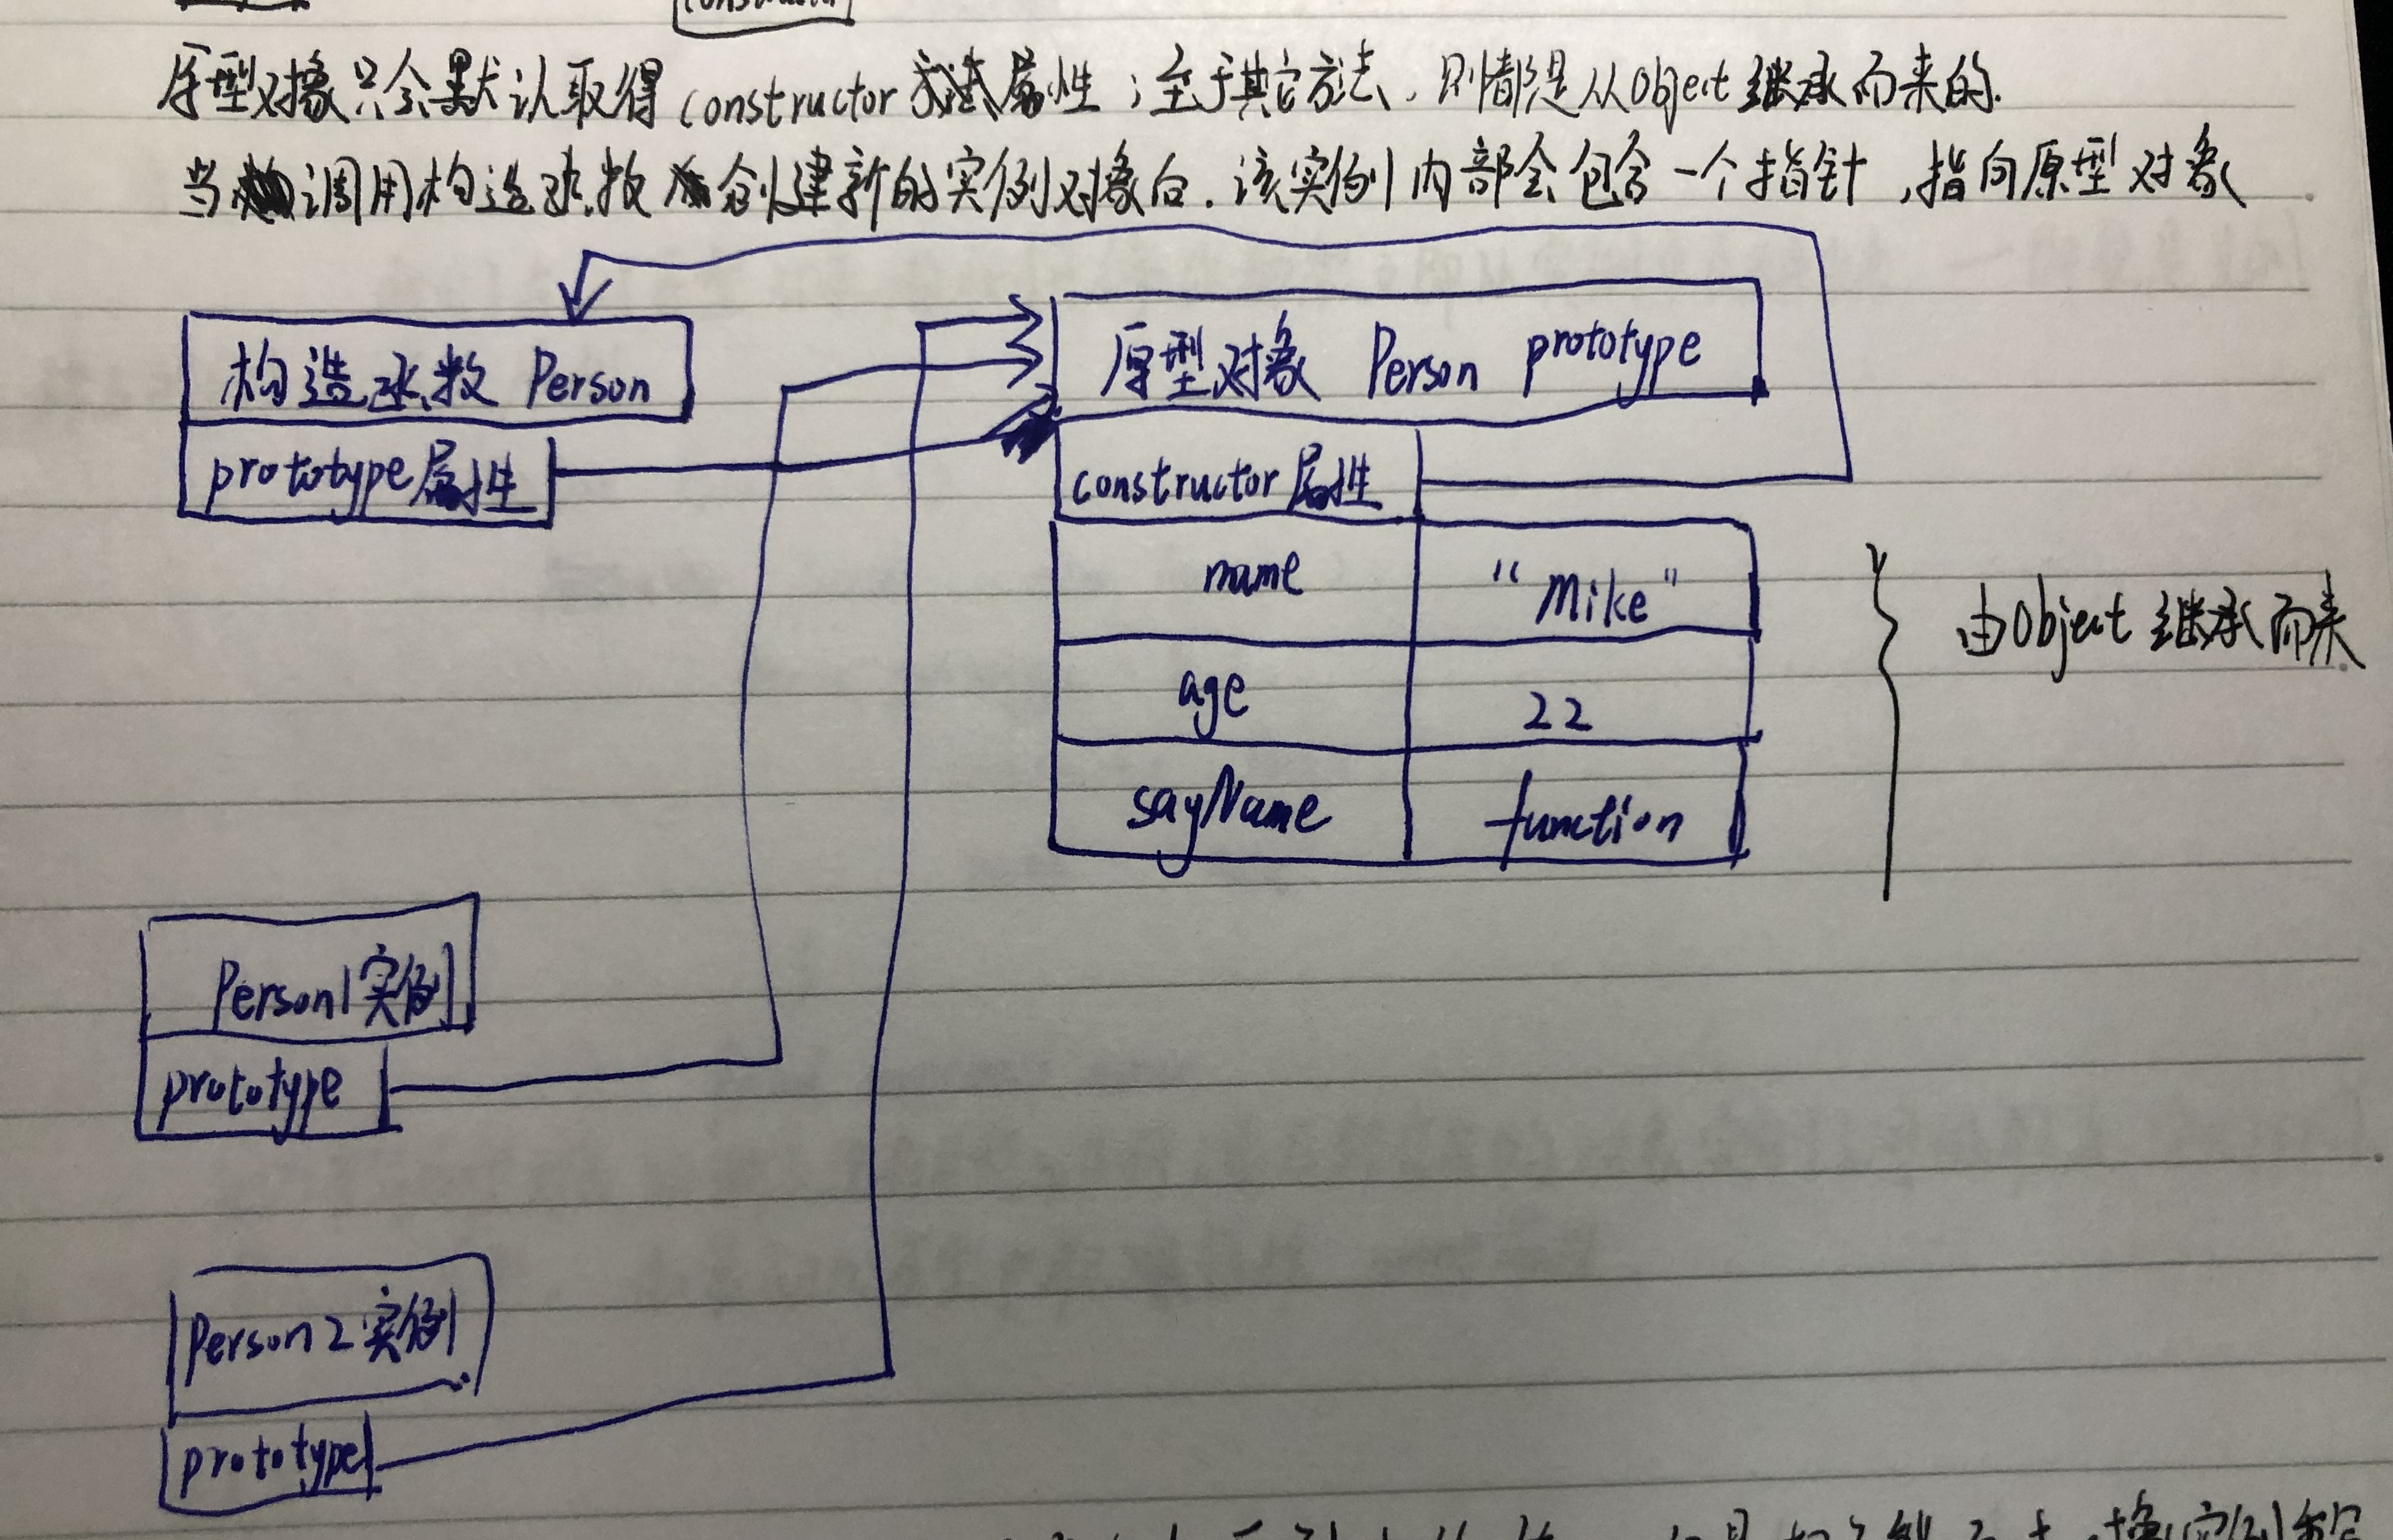 原型对象只会默认取得constructor属性；至于其它方法，则都是从Object继承而来的.
当调用构造函数创建新的实例对象后.该实例内部会包含一个指针,指向原型对象.
构造函数 Person
prototype属性
原型对象 Person prototype
constructor属性
name "Mike"
age 22
sayName function
由Object继承而来.
Person1实例
prototype
Person2实例
prototype